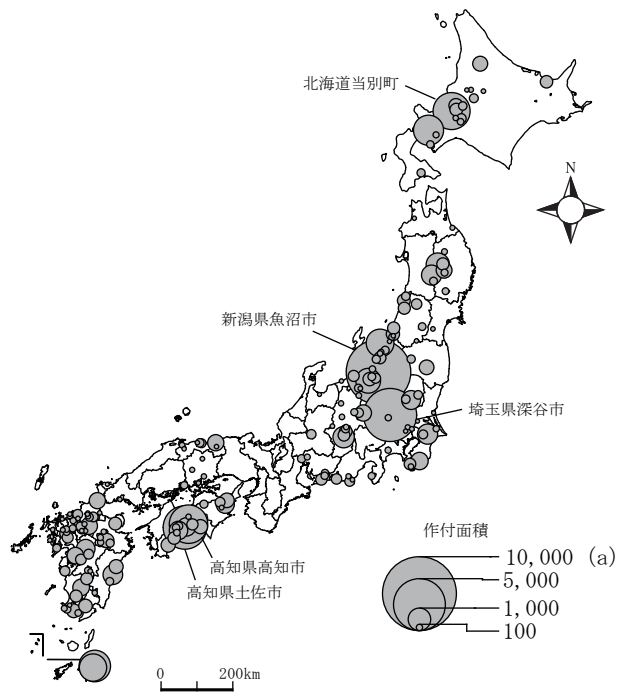 北海道当別町
N
新潟県魚沼市
埼玉県深谷市
高知県高知市
高知県土佐市
作付面積
10,000 (a)
5,000
1,000
100
0 200km